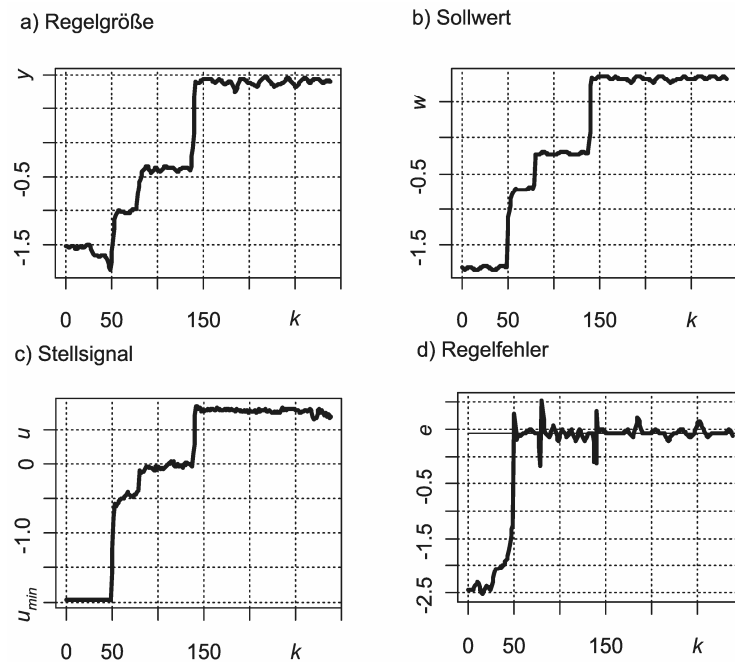 a) Regelgröße
y
-0.5
-1.5
0 50 150 k
b) Sollwert
w
-0.5
-1.5
0 50 150 k
c) Stellsignal
u
0
-1.0
umin
0 50 150 k
d) Regelfehler
e
-0.5
-1.5
-2.5
0 50 150 k